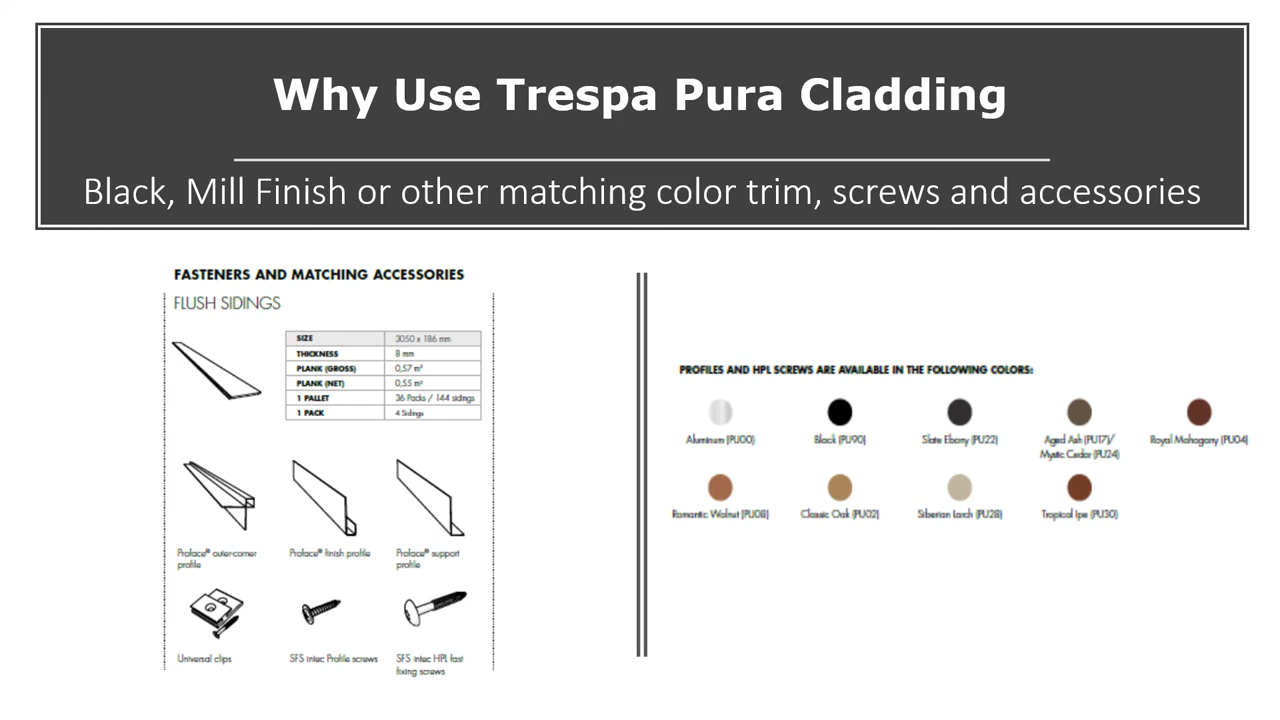 Why Use Trespa Pura Cladding
Black, Mill Finish or other matching color trim, screws and accessories
FASTENERS AND MATCHING ACCESSORIES
FLUSH SIDINGS
SIZE 3050 x 186 mm
THICKNESS 8 mm
PLANK (GROSS) 0,57 m²
PLANK (NET) 0,55 m²
1 PALLET 36 Packs / 144 sidings
1 PACK 4 Sidings
Proface® outer-corner profile
Proface® finish profile
Proface® support profile
Universal clips
SFS intec Profile screws
SFS intec HPL fast fixing screws
PROFILES AND HPL SCREWS ARE AVAILABLE IN THE FOLLOWING COLORS:
Aluminum (PU00)
Black (PU90)
Slate Ebony (PU22)
Aged Ash (PU17)/
Mystic Cedar (PU24)
Royal Mahogany (PU04)
Romantic Walnut (PU08)
Classic Oak (PU02)
Siberian Larch (PU28)
Tropical Ipe (PU30)